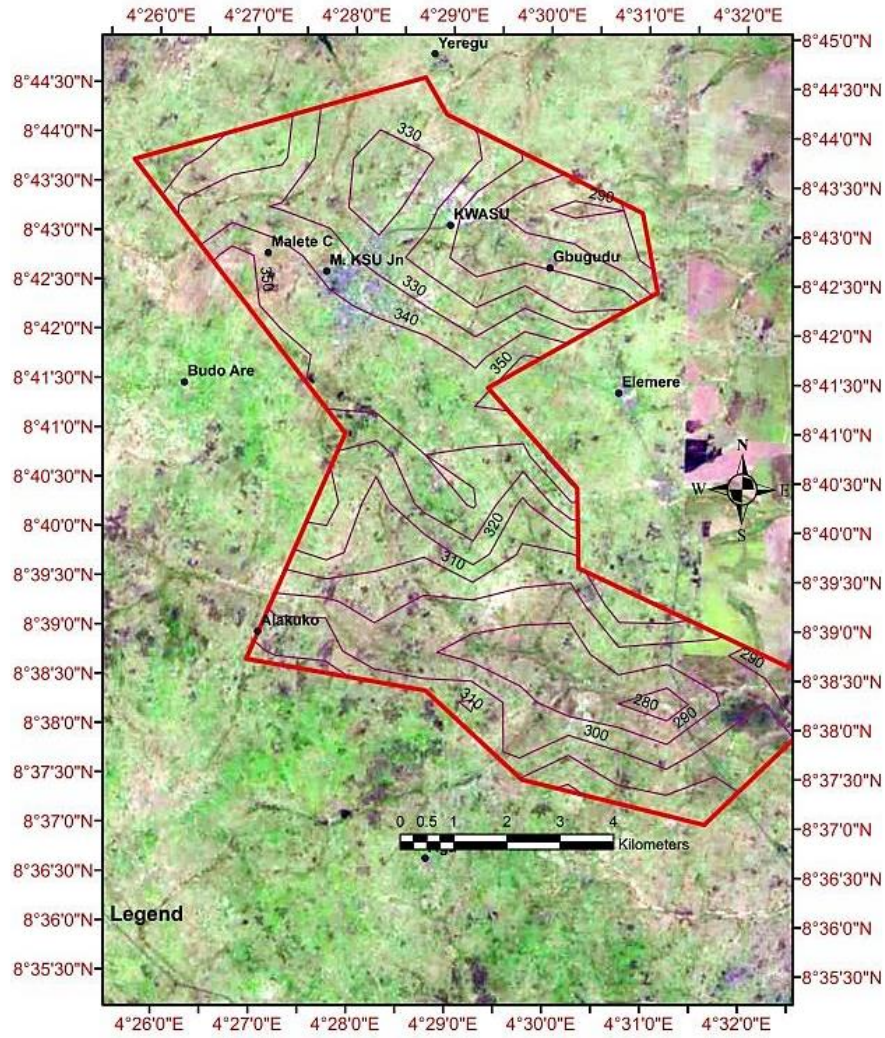 4°26'0"E 4°27'0"E 4°28'0"E 4°29'0"E 4°30'0"E 4°31'0"E 4°32'0"E
8°45'0"N
Yeregu
8°44'30"N 8°44'30"N
8°44'0"N 330 8°44'0"N
8°43'30"N 290 8°43'30"N
8°43'0"N KWASU 8°43'0"N
Malete C M. KSU Jn Gbugudu
8°42'30"N 350 330 8°42'30"N
8°42'0"N 340 8°42'0"N
8°41'30"N Budo Are 350 Elemere 8°41'30"N
8°41'0"N 8°41'0"N
N
8°40'30"N W E 8°40'30"N
S
8°40'0"N 320 8°40'0"N
8°39'30"N 310 8°39'30"N
8°39'0"N Alakuko 8°39'0"N
290
8°38'30"N 310 280 8°38'30"N
8°38'0"N 300 290 8°38'0"N
8°37'30"N 8°37'30"N
8°37'0"N 0 0.5 1 2 3 4 8°37'0"N
Kilometers
8°36'30"N 8°36'30"N
8°36'0"N Legend 8°36'0"N
8°35'30"N 8°35'30"N
4°26'0"E 4°27'0"E 4°28'0"E 4°29'0"E 4°30'0"E 4°31'0"E 4°32'0"E